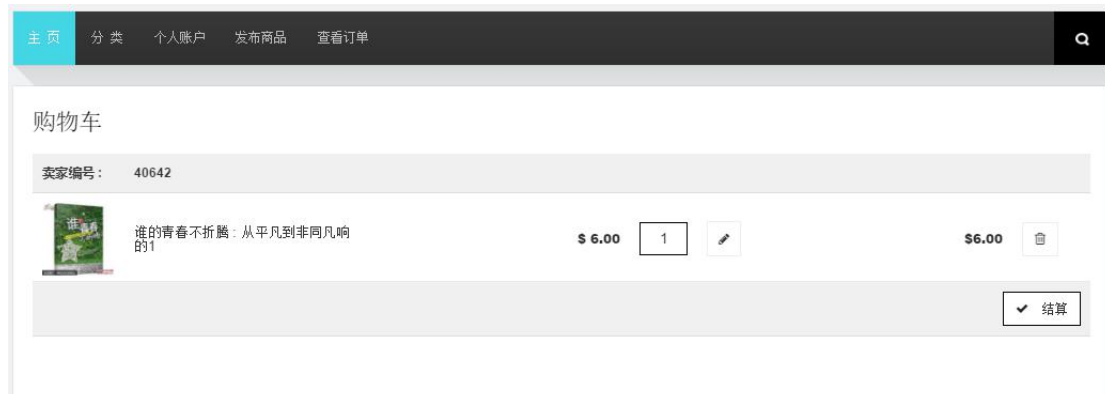 主 页 分 类 个人账户 发布商品 查看订单
购物车
卖家编号： 40642
谁的青春不折腾：从平凡到非同凡响
的1
$ 6.00 1 $6.00
结算